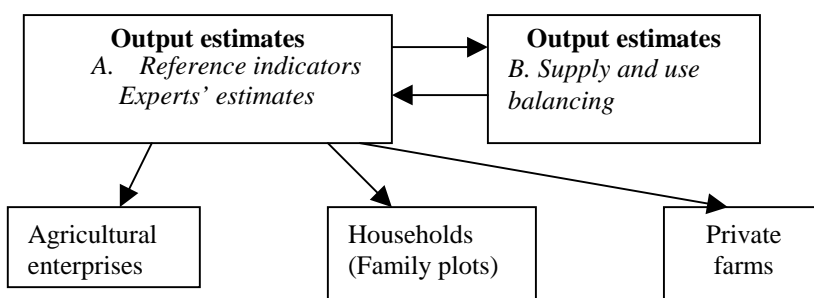 Output estimates
A. Reference indicators
Experts’ estimates
Output estimates
B. Supply and use
balancing
Agricultural
enterprises
Households
(Family plots)
Private
farms